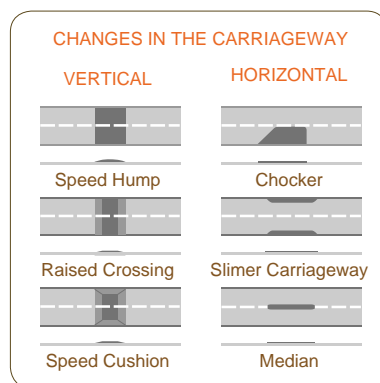 CHANGES IN THE CARRIAGEWAY
VERTICAL HORIZONTAL
Speed Hump Chocker
Raised Crossing Slimer Carriageway
Speed Cushion Median